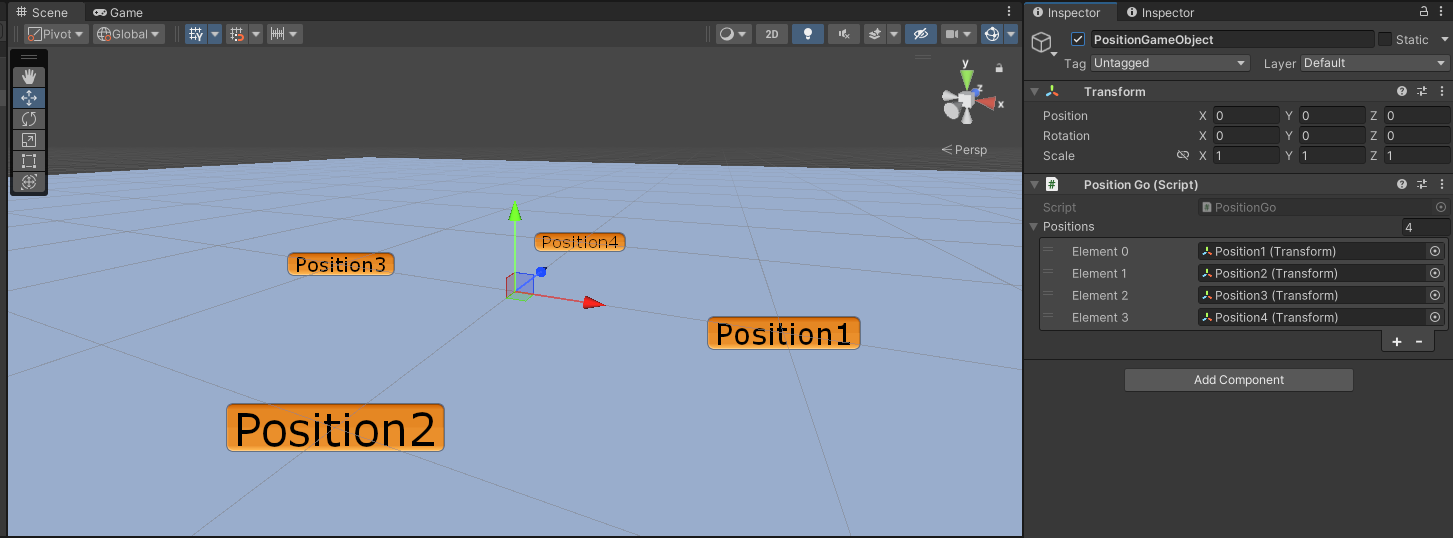 Scene Game
Pivot Global 2D
y
z
x
Persp
Position4
Position3
Position1
Position2
Inspector Inspector
PositionGameObject Static
Tag Untagged Layer Default
Transform
Position X 0 Y 0 Z 0
Rotation X 0 Y 0 Z 0
Scale X 1 Y 1 Z 1
# Position Go (Script)
Script # PositionGo
Positions 4
Element 0 Position1 (Transform)
Element 1 Position2 (Transform)
Element 2 Position3 (Transform)
Element 3 Position4 (Transform)
+ -
Add Component